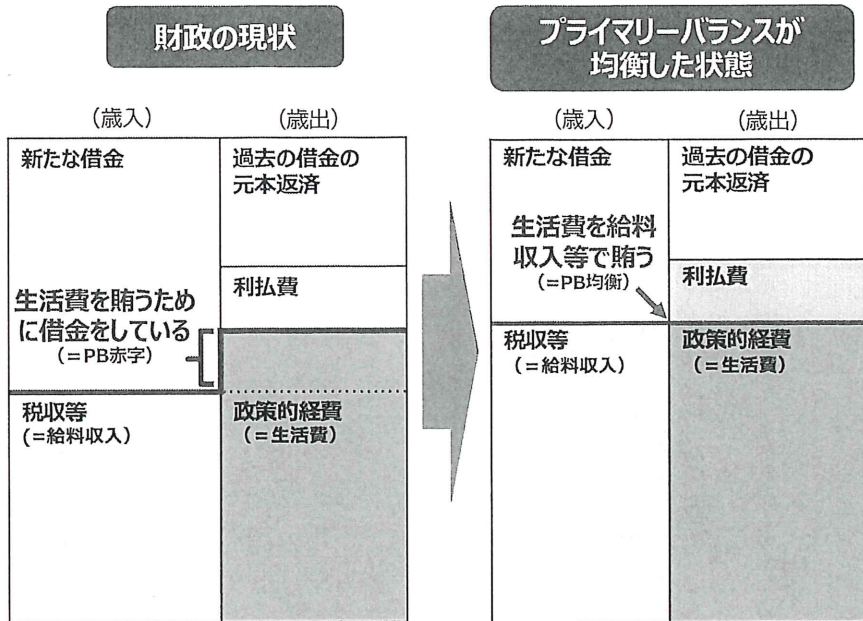 財政の現状
(歳入)
(歳出)
新たな借金
過去の借金の
元本返済
利払費
生活費を賄うため
に借金をしている
(=PB赤字)
税収等
(=給料収入)
政策的経費
(=生活費)
プライマリーバランスが
均衡した状態
(歳入)
(歳出)
新たな借金
過去の借金の
元本返済
生活費を給料
収入等で賄う
(=PB均衡)
利払費
税収等
(=給料収入)
政策的経費
(=生活費)